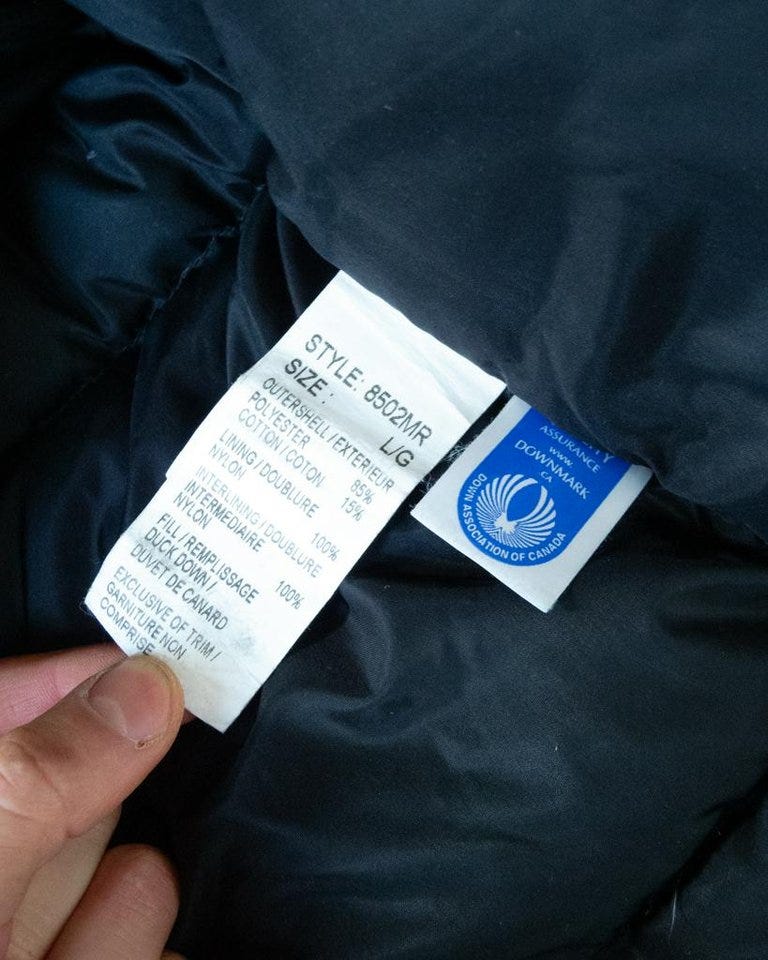 STYLE: 8502MR
SIZE : L/G
OUTERSHELL/EXTERIEUR
POLYESTER 85%
COTTON/COTON 15%
LINING/DOUBLURE
NYLON 100%
INTERLINING/DOUBLURE
INTERMEDIAIRE
NYLON 100%
FILL/REMPLISSAGE
DUCK DOWN/
DUVET DE CANARD
EXCLUSIVE OF TRIM/
GARNITURE NON
COMPRISE
ASSURANCE
www.
DOWNMARK
.CA
DOWN ASSOCIATION OF CANADA